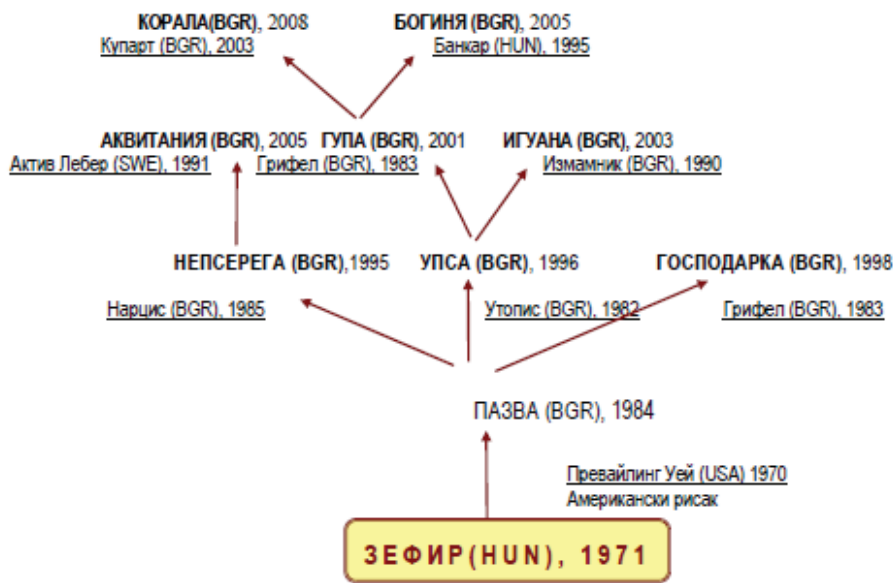 КОРАЛА(BGR), 2008 БОГИНЯ (BGR), 2005
Купарт (BGR), 2003 Банкар (HUN), 1995
АКВИТАНИЯ (BGR), 2005 ГУПА (BGR), 2001 ИГУАНА (BGR), 2003
Актив Лебер (SWE), 1991 Грифел (BGR), 1983 Измамник (BGR), 1990
НЕПСЕРЕГА (BGR),1995 УПСА (BGR), 1996 ГОСПОДАРКА (BGR), 1998
Нарцис (BGR), 1985 Утопис (BGR), 1982 Грифел (BGR), 1983
ПАЗВА (BGR), 1984
Превайлинг Уей (USA) 1970
Американски рисак
ЗЕФИР(HUN), 1971